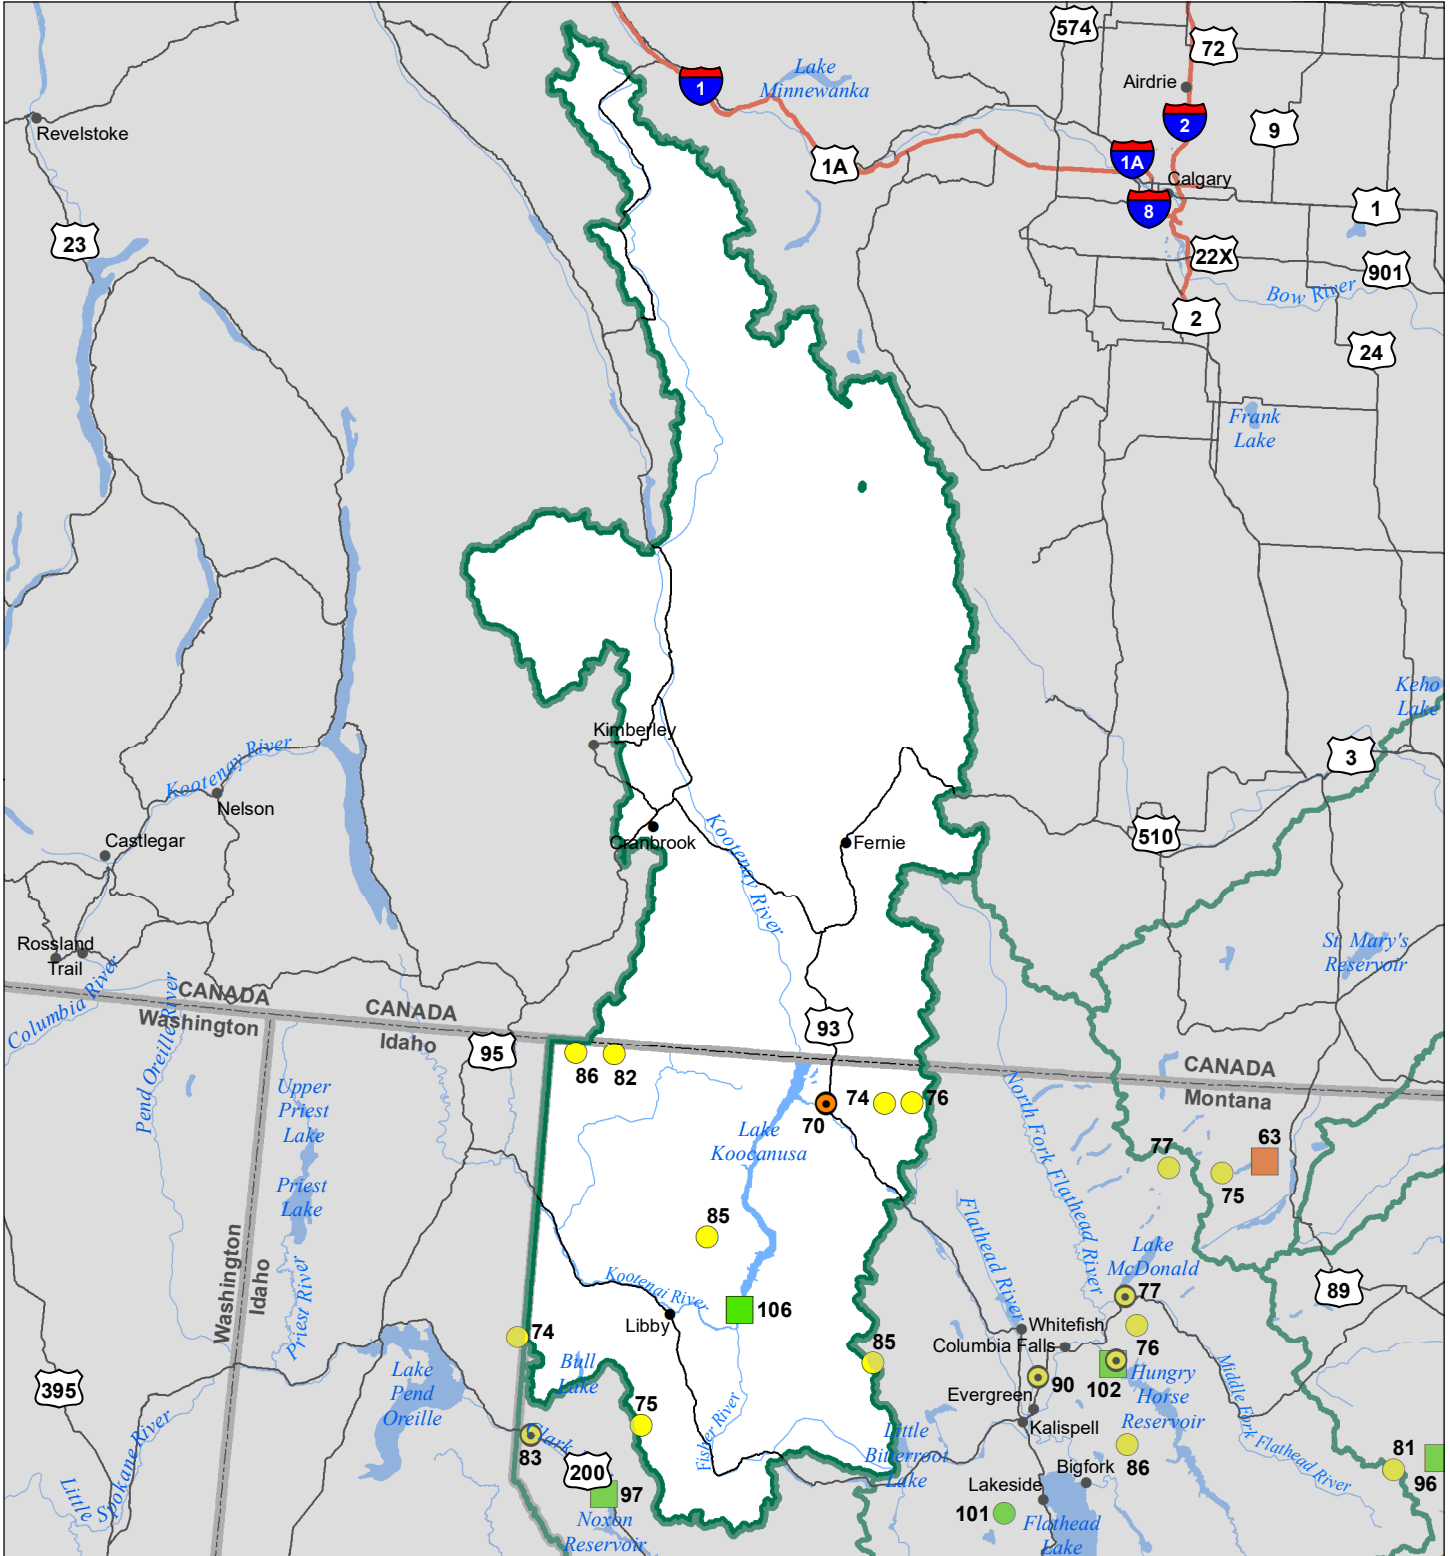 574
72
Airdrie
Lake
Minnewanka
1
2
9
Revelstoke
1A
1A
Calgary
8
1
23
22X
901
Bow River
2
24
Frank
Lake
Keho
Lake
Kimberley
Kootenay River
3
Nelson
Castlegar
Cranbrook
Kootenay River
Fernie
510
Rossland
Trail
St. Mary's
Reservoir
Columbia River
CANADA
Washington
CANADA
Idaho
95
93
CANADA
Montana
86
82
Pend Oreille River
Upper
Priest
Lake
74
76
70
Lake
Koocanusa
North Fork Flathead River
77
63
75
Priest
Lake
85
Flathead River
Lake
McDonald
Washington
Idaho
Priest River
Kootenai River
106
Libby
77
89
Whitefish
Columbia Falls
76
74
85
Bull
Lake
Lake
Pend
Oreille
395
90
102
Hungry
Horse
Reservoir
Middle Fork
Flathead River
Evergreen
Kalispell
75
Fisher River
Little
Bitterroot
Lake
Clark
83
200
97
Noxon
Reservoir
Little
Spokane River
86
Bigfork
Lakeside
101
Flathead
Lake
81
96